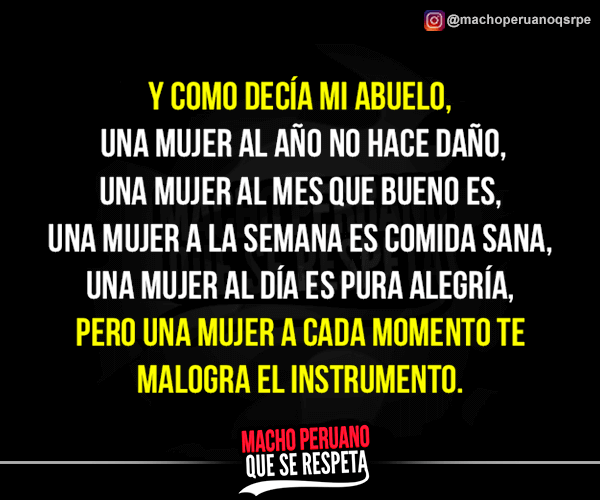 @machoperuanoqsrpe
Y COMO DECÍA MI ABUELO,
UNA MUJER AL AÑO NO HACE DAÑO,
UNA MUJER AL MES QUE BUENO ES,
UNA MUJER A LA SEMANA ES COMIDA SANA,
UNA MUJER AL DÍA ES PURA ALEGRÍA,
PERO UNA MUJER A CADA MOMENTO TE
MALOGRA EL INSTRUMENTO.
MACHO PERUANO
QUE SE RESPETA